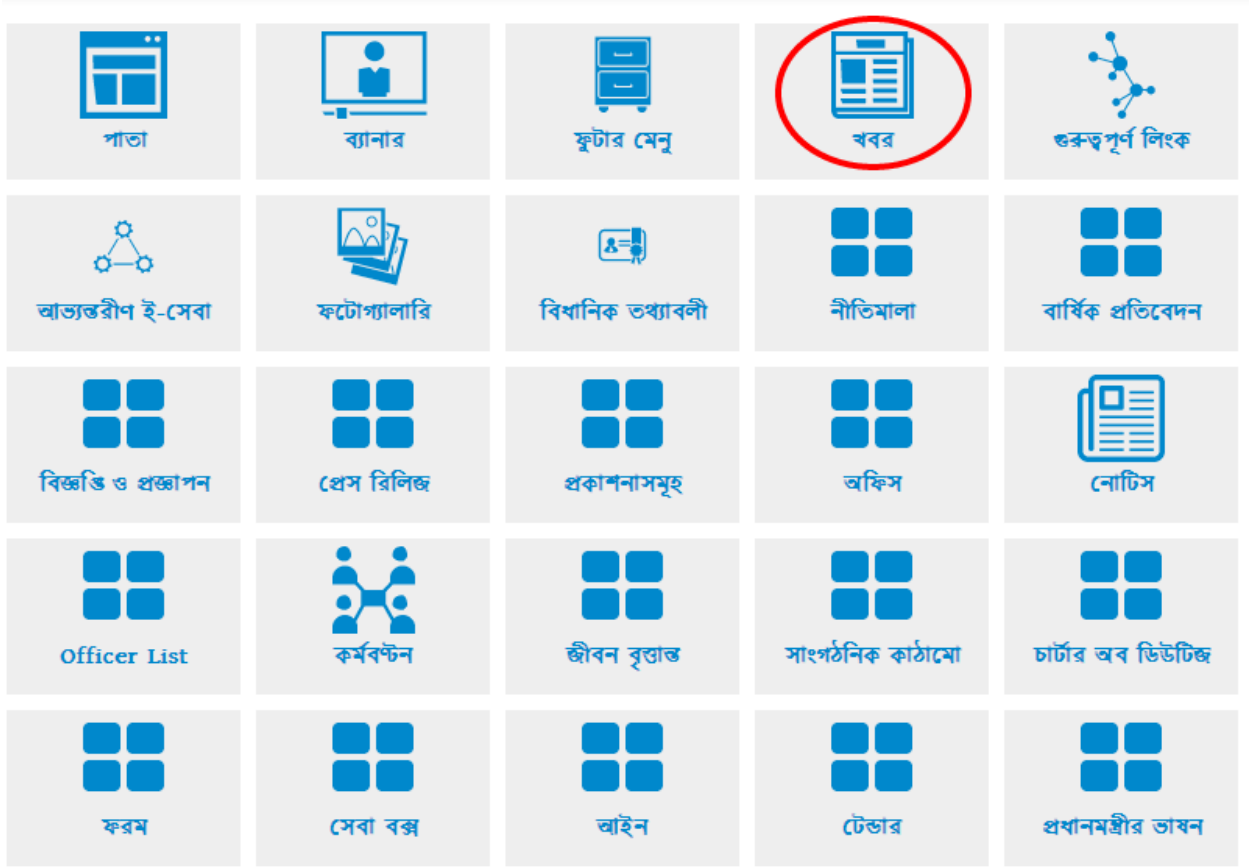 পাতা
ব্যানার
ফুটার মেনু
খবর
গুরুত্বপূর্ণ লিংক
আভ্যন্তরীণ ই-সেবা
ফটোগ্যালারি
বিধানিক তথ্যাবলী
নীতিমালা
বার্ষিক প্রতিবেদন
বিজ্ঞপ্তি ও প্রজ্ঞাপন
প্রেস রিলিজ
প্রকাশনাসমূহ
অফিস
নোটিস
Officer List
কর্মবণ্টন
জীবন বৃত্তান্ত
সাংগঠনিক কাঠামো
চার্টার অব ডিউটিজ
ফরম
সেবা বক্স
আইন
টেন্ডার
প্রধানমন্ত্রীর ভাষন